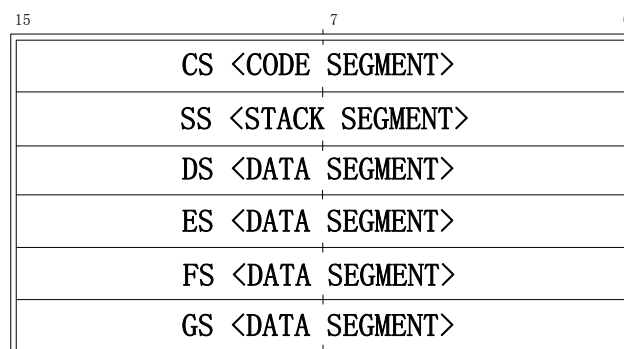 15 7
CS <CODE SEGMENT>
SS <STACK SEGMENT>
DS <DATA SEGMENT>
ES <DATA SEGMENT>
FS <DATA SEGMENT>
GS <DATA SEGMENT>